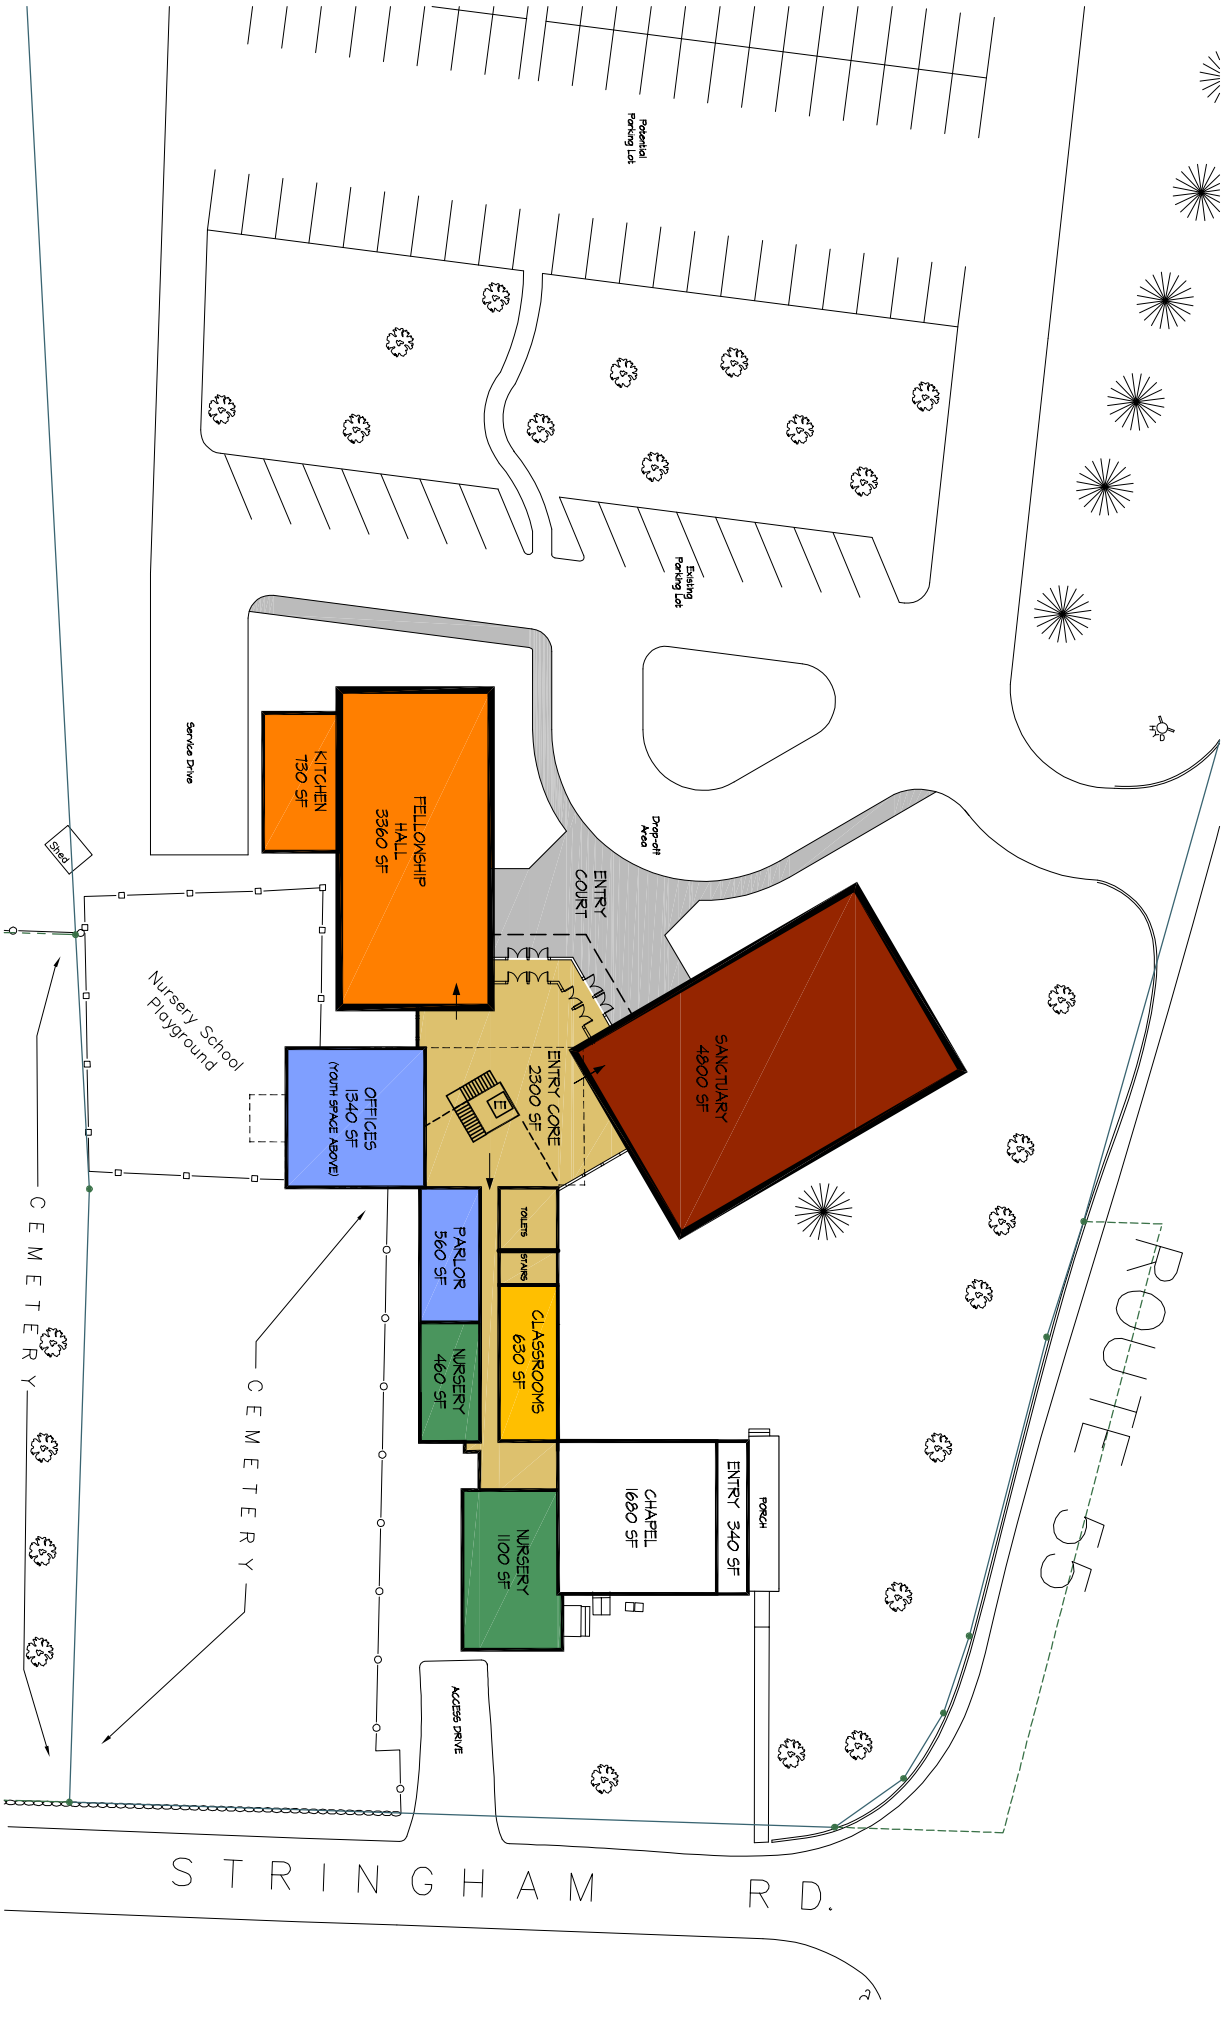 Potential
Parking Lot
Existing
Parking Lot
Service Drive
Drop-off
Area
KITCHEN
730 SF
FELLOWSHIP
HALL
3360 SF
ENTRY
COURT
Shed
Nursery School
Playground
SANCTUARY
4800 SF
ENTRY CORE
2300 SF
E
OFFICES
1340 SF
(YOUTH SPACE ABOVE)
TOILETS
STAIRS
PARLOR
560 SF
CLASSROOMS
630 SF
NURSERY
460 SF
CHAPEL
1680 SF
ENTRY 340 SF
PORCH
NURSERY
1100 SF
ACCESS DRIVE
CEMETERY
CEMETERY
ROUTE 55
STRINGHAM RD.